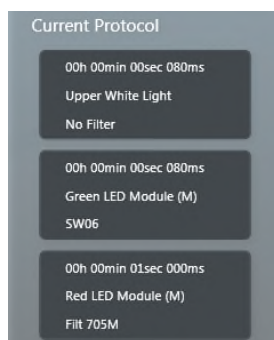 Current Protocol
00h 00min 00sec 080ms
Upper White Light
No Filter
00h 00min 00sec 080ms
Green LED Module (M)
SW06
00h 00min 01sec 000ms
Red LED Module (M)
Filt 705M